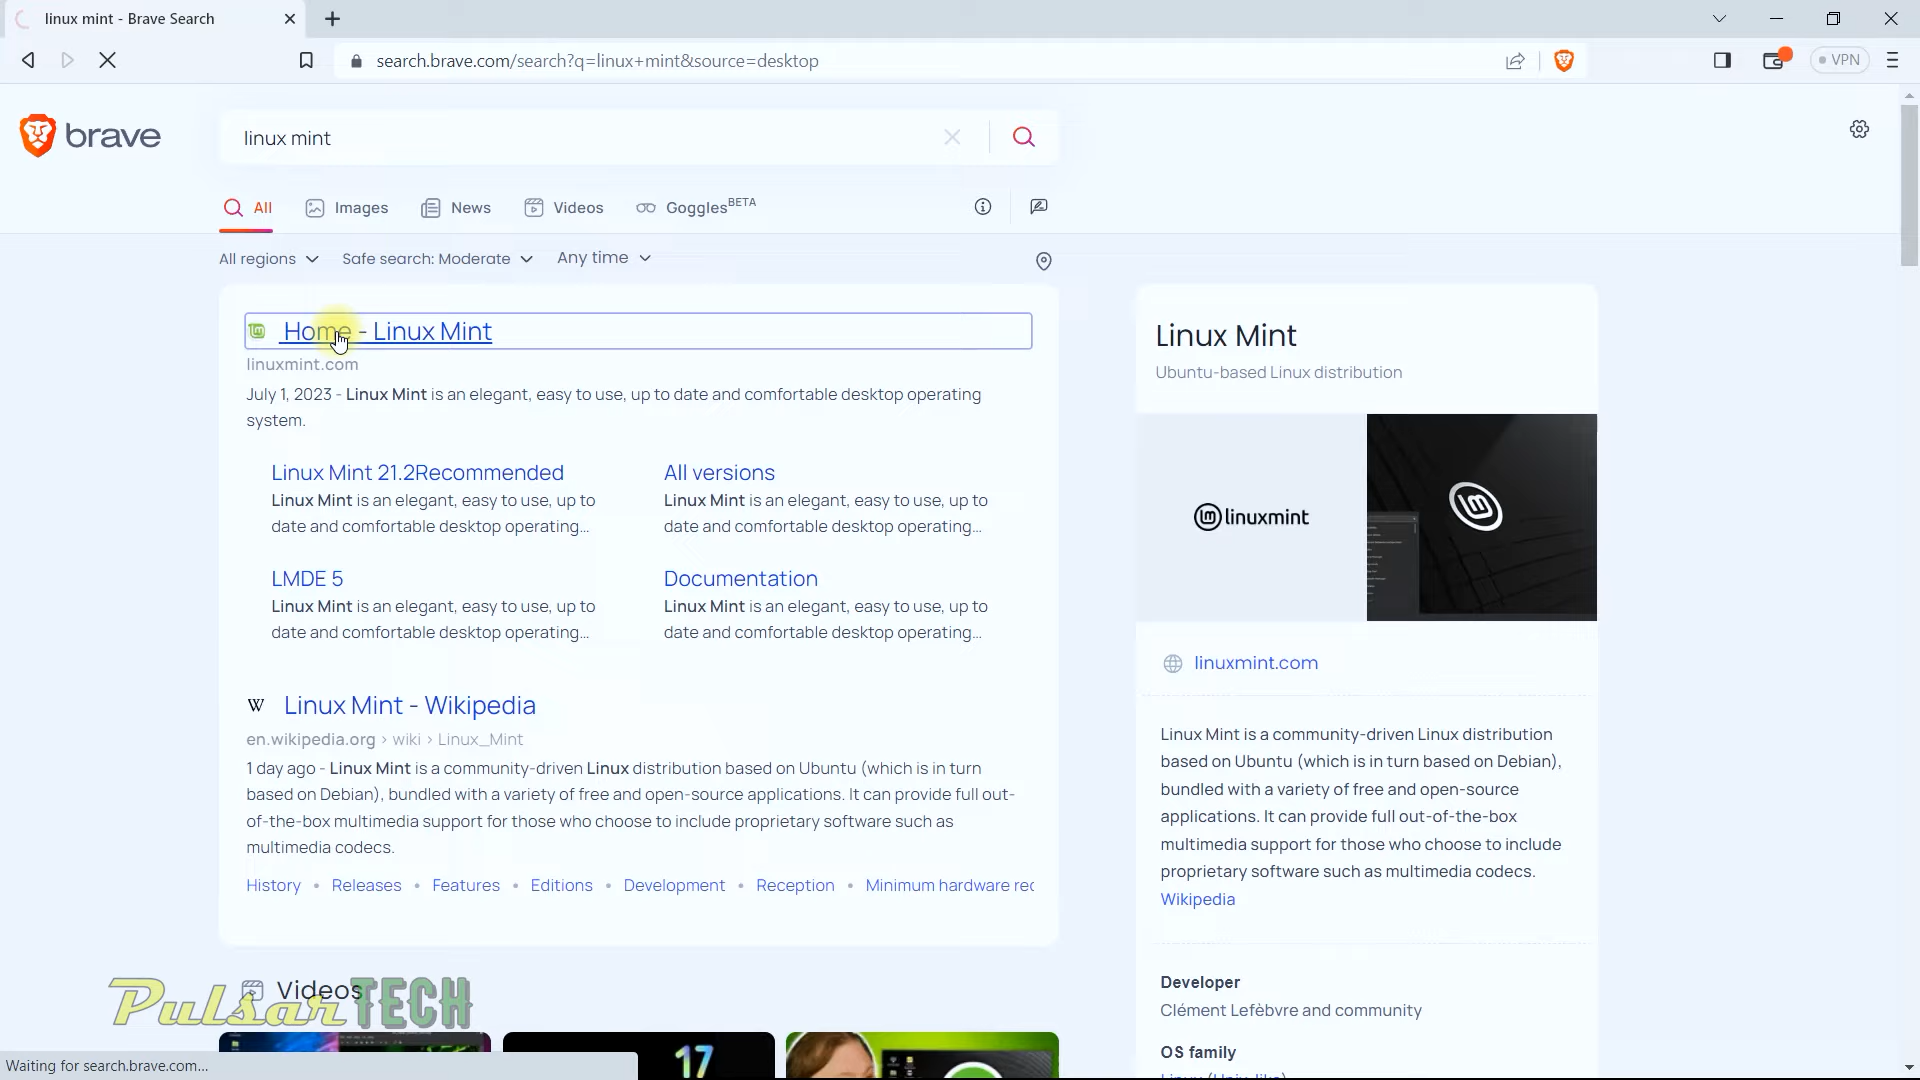 linux mint - Brave Search
search.brave.com/search?q=linux+mint&source=desktop
VPN
brave
linux mint
All
Images
News
Videos
Goggles BETA
All regions
Safe search: Moderate
Any time
Home - Linux Mint
linuxmint.com
July 1, 2023 - Linux Mint is an elegant, easy to use, up to date and comfortable desktop operating
system.
Linux Mint 21.2Recommended
Linux Mint is an elegant, easy to use, up to
date and comfortable desktop operating...
All versions
Linux Mint is an elegant, easy to use, up to
date and comfortable desktop operating...
LMDE 5
Linux Mint is an elegant, easy to use, up to
date and comfortable desktop operating...
Documentation
Linux Mint is an elegant, easy to use, up to
date and comfortable desktop operating...
W Linux Mint - Wikipedia
en.wikipedia.org › wiki › Linux_Mint
1 day ago - Linux Mint is a community-driven Linux distribution based on Ubuntu (which is in turn
based on Debian), bundled with a variety of free and open-source applications. It can provide full out-
of-the-box multimedia support for those who choose to include proprietary software such as
multimedia codecs.
History • Releases • Features • Editions • Development • Reception • Minimum hardware
Videos
PulsarTECH
17
Waiting for search.brave.com...
Linux Mint
Ubuntu-based Linux distribution
linuxmint
linuxmint.com
Linux Mint is a community-driven Linux distribution
based on Ubuntu (which is in turn based on Debian),
bundled with a variety of free and open-source
applications. It can provide full out-of-the-box
multimedia support for those who choose to include
proprietary software such as multimedia codecs.
Wikipedia
Developer
Clément Lefèbvre and community
OS family